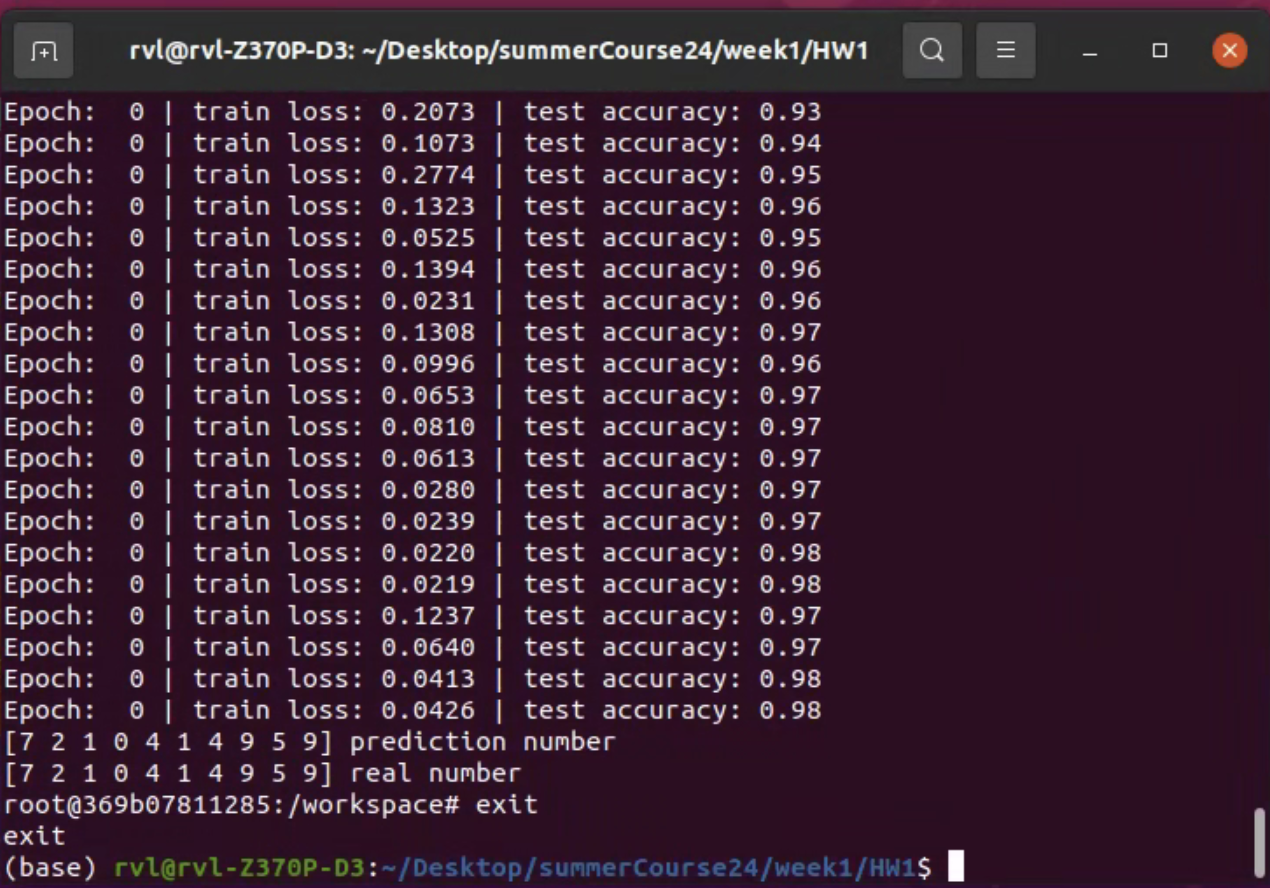 rvl@rvl-Z370P-D3: ~/Desktop/summerCourse24/week1/HW1
Epoch:  0 | train loss: 0.2073 | test accuracy: 0.93
Epoch:  0 | train loss: 0.1073 | test accuracy: 0.94
Epoch:  0 | train loss: 0.2774 | test accuracy: 0.95
Epoch:  0 | train loss: 0.1323 | test accuracy: 0.96
Epoch:  0 | train loss: 0.0525 | test accuracy: 0.95
Epoch:  0 | train loss: 0.1394 | test accuracy: 0.96
Epoch:  0 | train loss: 0.0231 | test accuracy: 0.96
Epoch:  0 | train loss: 0.1308 | test accuracy: 0.97
Epoch:  0 | train loss: 0.0996 | test accuracy: 0.96
Epoch:  0 | train loss: 0.0653 | test accuracy: 0.97
Epoch:  0 | train loss: 0.0810 | test accuracy: 0.97
Epoch:  0 | train loss: 0.0613 | test accuracy: 0.97
Epoch:  0 | train loss: 0.0280 | test accuracy: 0.97
Epoch:  0 | train loss: 0.0239 | test accuracy: 0.97
Epoch:  0 | train loss: 0.0220 | test accuracy: 0.98
Epoch:  0 | train loss: 0.0219 | test accuracy: 0.98
Epoch:  0 | train loss: 0.1237 | test accuracy: 0.97
Epoch:  0 | train loss: 0.0640 | test accuracy: 0.97
Epoch:  0 | train loss: 0.0413 | test accuracy: 0.98
Epoch:  0 | train loss: 0.0426 | test accuracy: 0.98
[7 2 1 0 4 1 4 9 5 9] prediction number
[7 2 1 0 4 1 4 9 5 9] real number
root@369b07811285:/workspace# exit
exit
(base) rvl@rvl-Z370P-D3:~/Desktop/summerCourse24/week1/HW1$